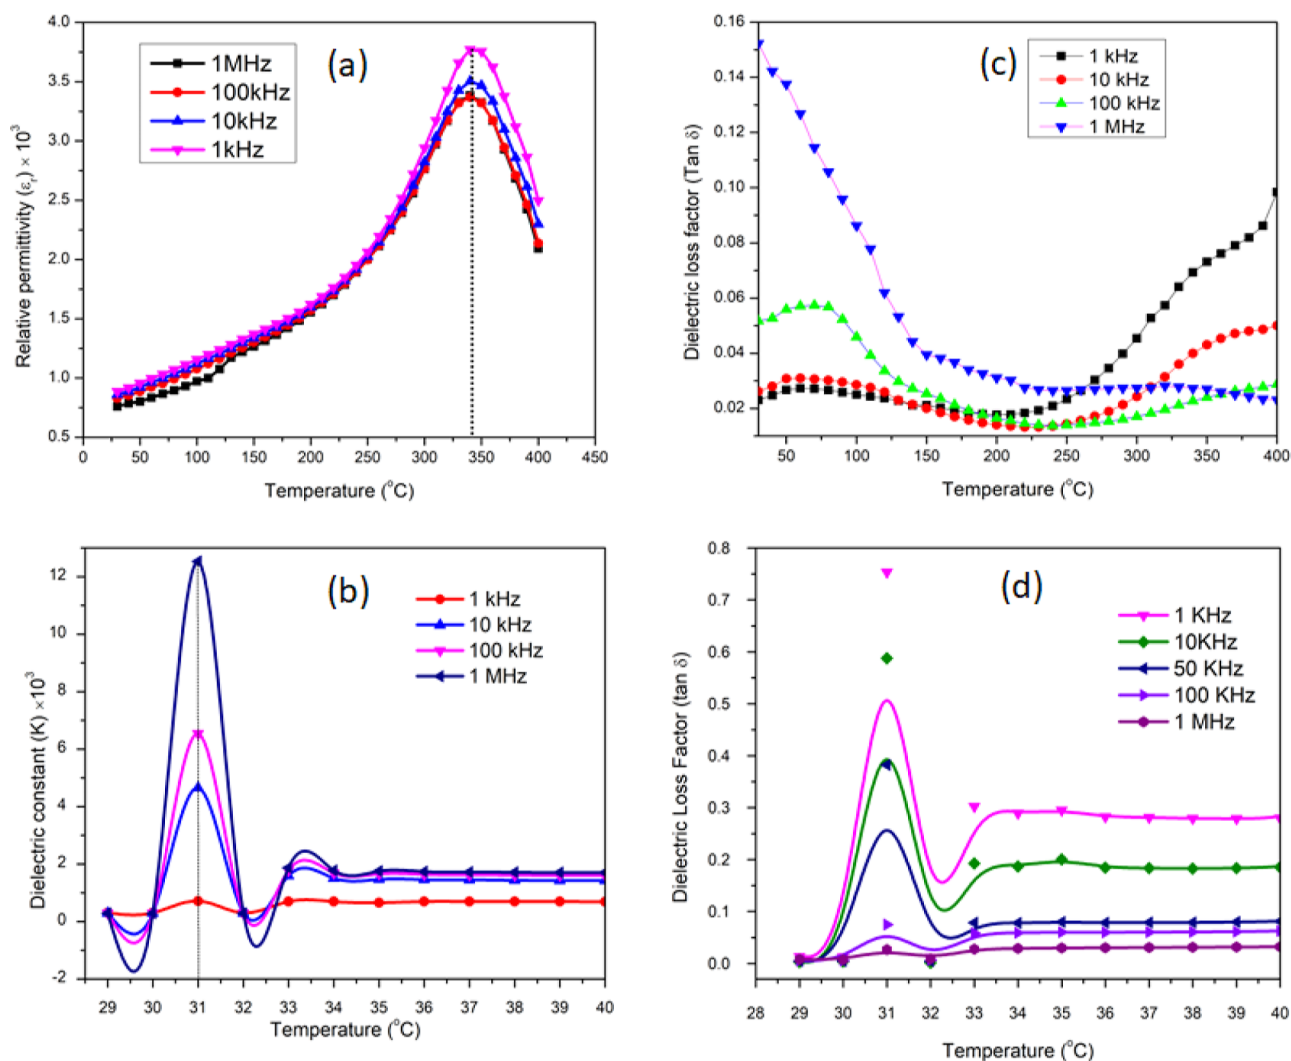 (a)
1MHz
100kHz
10kHz
1kHz
4.0
3.5
3.0
2.5
2.0
1.5
1.0
0.5
Relative permittivity (εr) × 10³
0 50 100 150 200 250 300 350 400 450
Temperature (°C)
(c)
1 kHz
10 kHz
100 kHz
1 MHz
0.16
0.14
0.12
0.10
0.08
0.06
0.04
0.02
Dielectric loss factor (Tan δ)
50 100 150 200 250 300 350 400
Temperature (°C)
(b)
1 kHz
10 kHz
100 kHz
1 MHz
12
10
8
6
4
2
0
-2
Dielectric constant (K) ×10³
29 30 31 32 33 34 35 36 37 38 39 40
Temperature (°C)
(d)
1 KHz
10KHz
50 KHz
100 KHz
1 MHz
0.8
0.7
0.6
0.5
0.4
0.3
0.2
0.1
0.0
Dielectric Loss Factor (tan δ)
28 29 30 31 32 33 34 35 36 37 38 39 40
Temperature (°C)